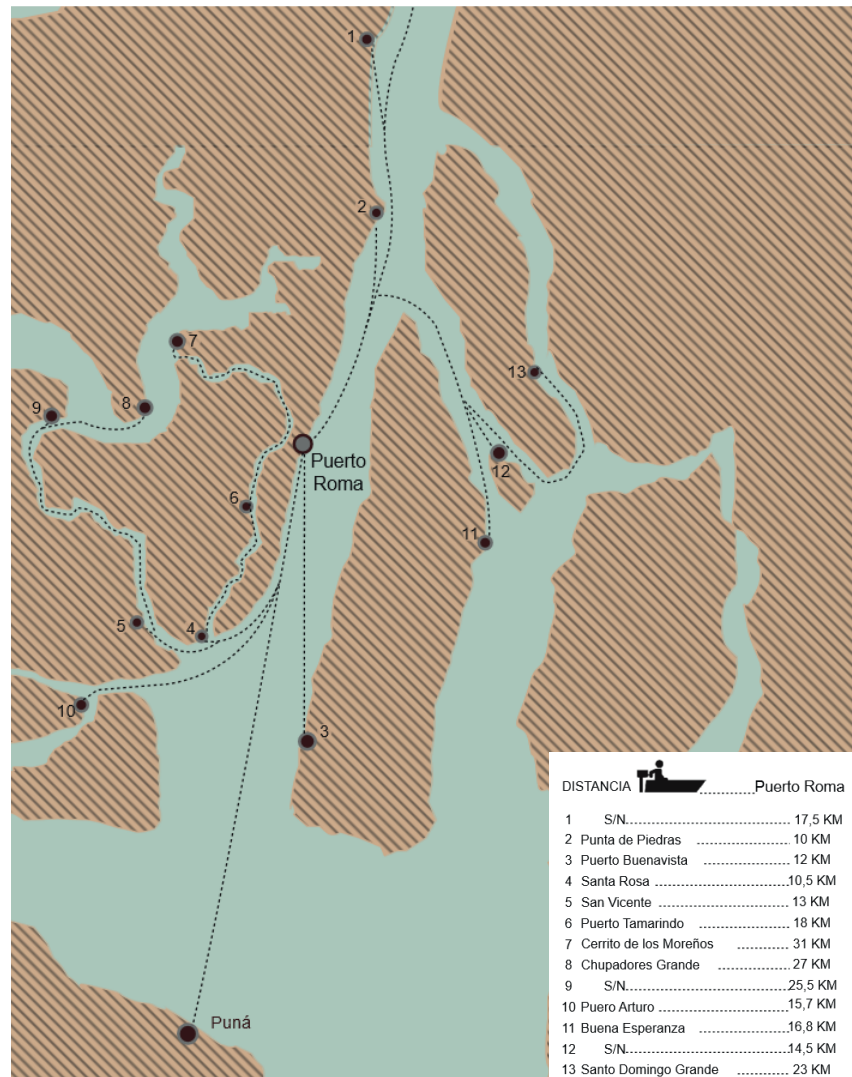 1
2
7
13
9
8
Puerto
Roma
12
6
11
5
4
10
3
Puná
DISTANCIA ............Puerto Roma
1 S/N.......................................... 17,5 KM
2 Punta de Piedras ....................... 10 KM
3 Puerto Buenavista ....................... 12 KM
4 Santa Rosa .................................10,5 KM
5 San Vicente ................................ 13 KM
6 Puerto Tamarindo ....................... 18 KM
7 Cerrito de los Moreños ............. 31 KM
8 Chupadores Grande ....................... 27 KM
9 S/N.........................................25,5 KM
10 Puero Arturo ............................15,7 KM
11 Buena Esperanza .......................16,8 KM
12 S/N.........................................14,5 KM
13 Santo Domingo Grande ............. 23 KM